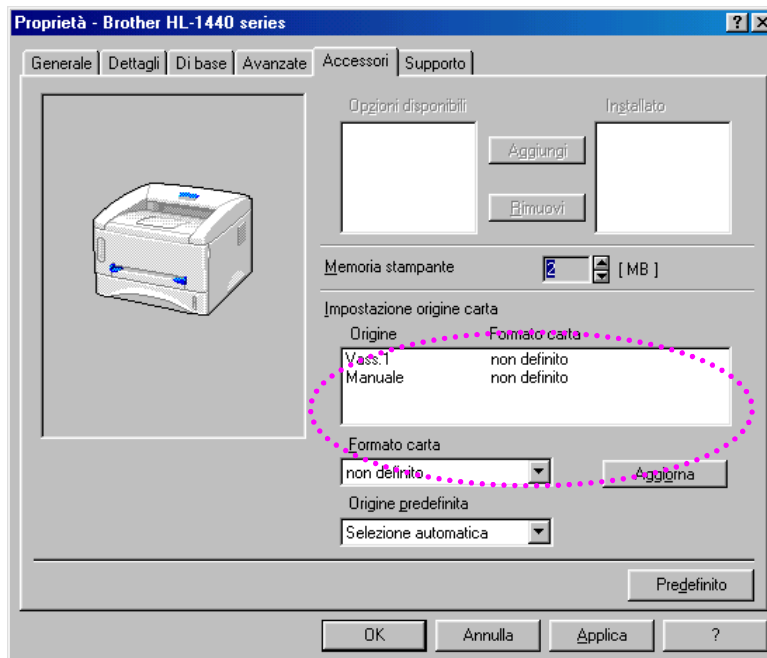 Proprietà - Brother HL-1440 series
Generale Dettagli Di base Avanzate Accessori Supporto
Opzioni disponibili Installato
Aggiungi
Rimuovi
Memoria stampante 2 [ MB ]
Impostazione origine carta
Origine Formato carta
Vass.1 non definito
Manuale non definito
Formato carta
non definito Aggiorna
Origine predefinita
Selezione automatica
Predefinito
OK Annulla Applica ?